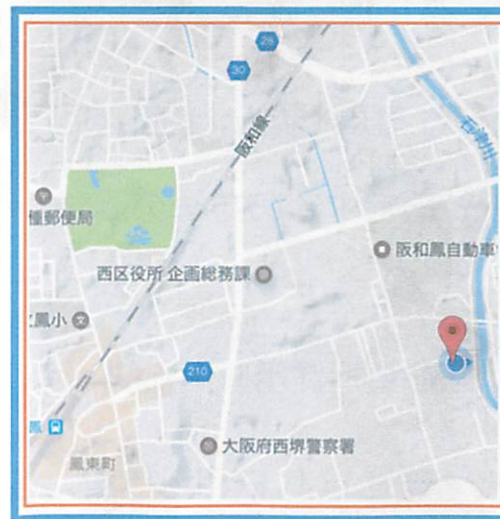 26
30
阪和線
石津川
種郵便局
阪和鳳自動車
西区役所 企画総務課
鳳小
210
鳳
大阪府西堺警察署
鳳東町